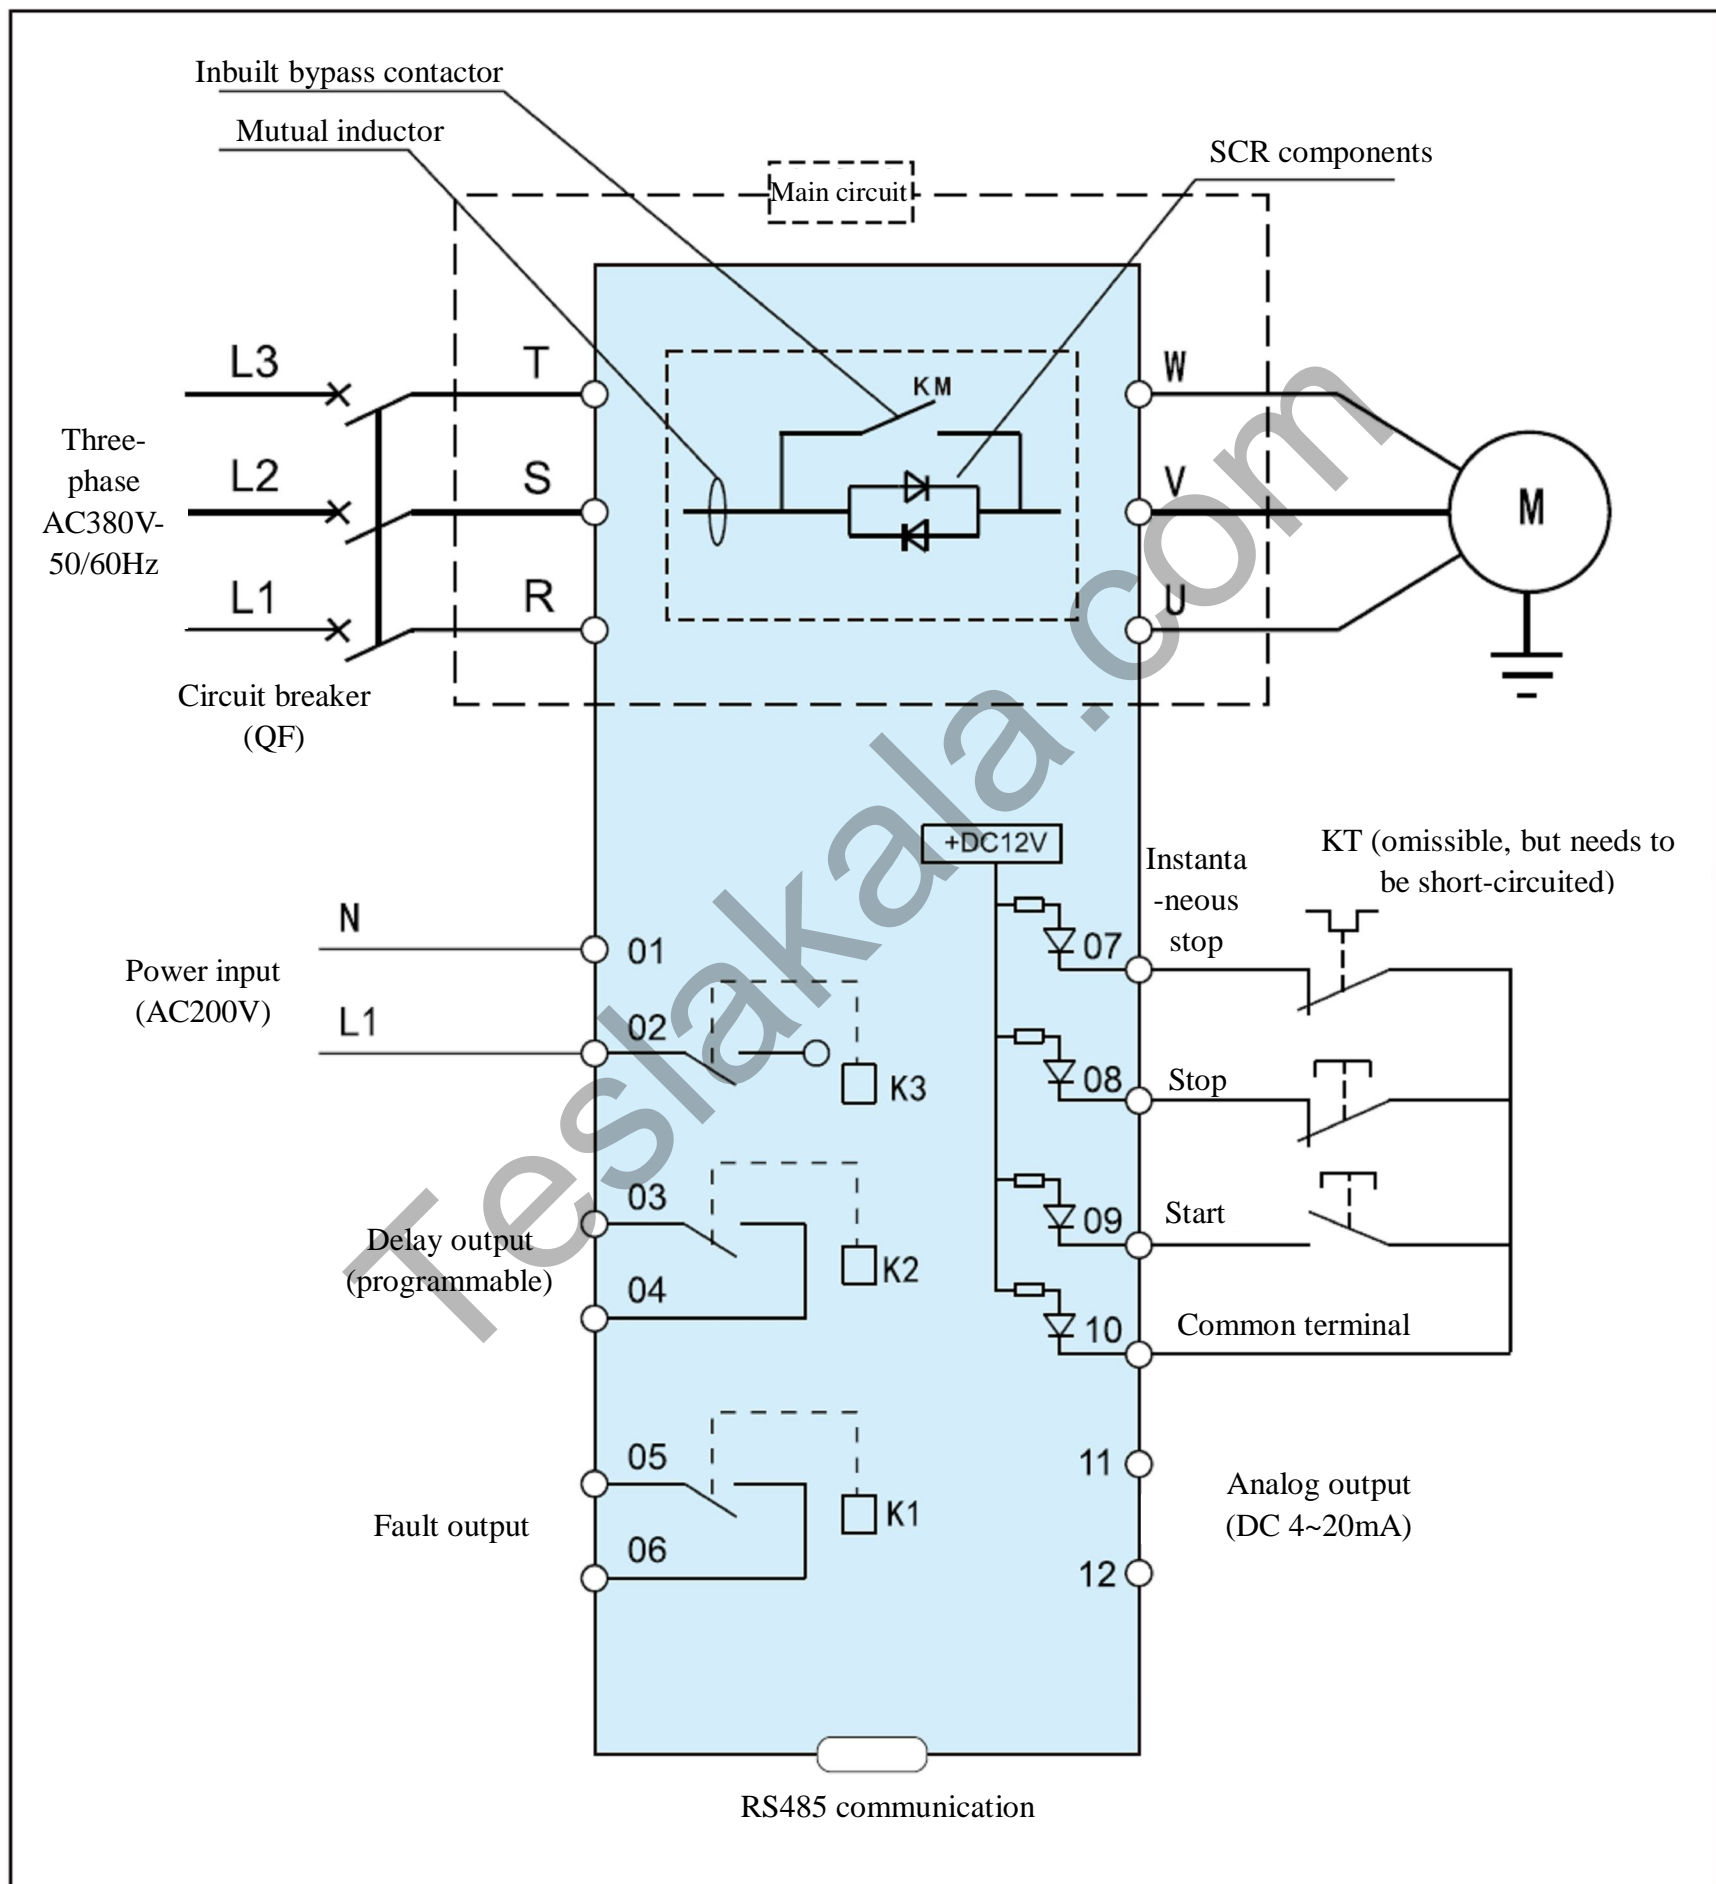 Inbuilt bypass contactor
Mutual inductor
SCR components
Main circuit
L3
T
KM
W
Three-
phase
AC380V-
50/60Hz
L2
S
V
M
L1
R
U
Circuit breaker
(QF)
+DC12V
Instanta
-neous
stop
KT (omissible, but needs to
be short-circuited)
N
01
07
Power input
(AC200V)
L1
02
K3
08
Stop
03
Delay output
(programmable)
04
K2
09
Start
10
Common terminal
05
Fault output
06
K1
11
Analog output
(DC 4~20mA)
12
RS485 communication
Teslakala.com